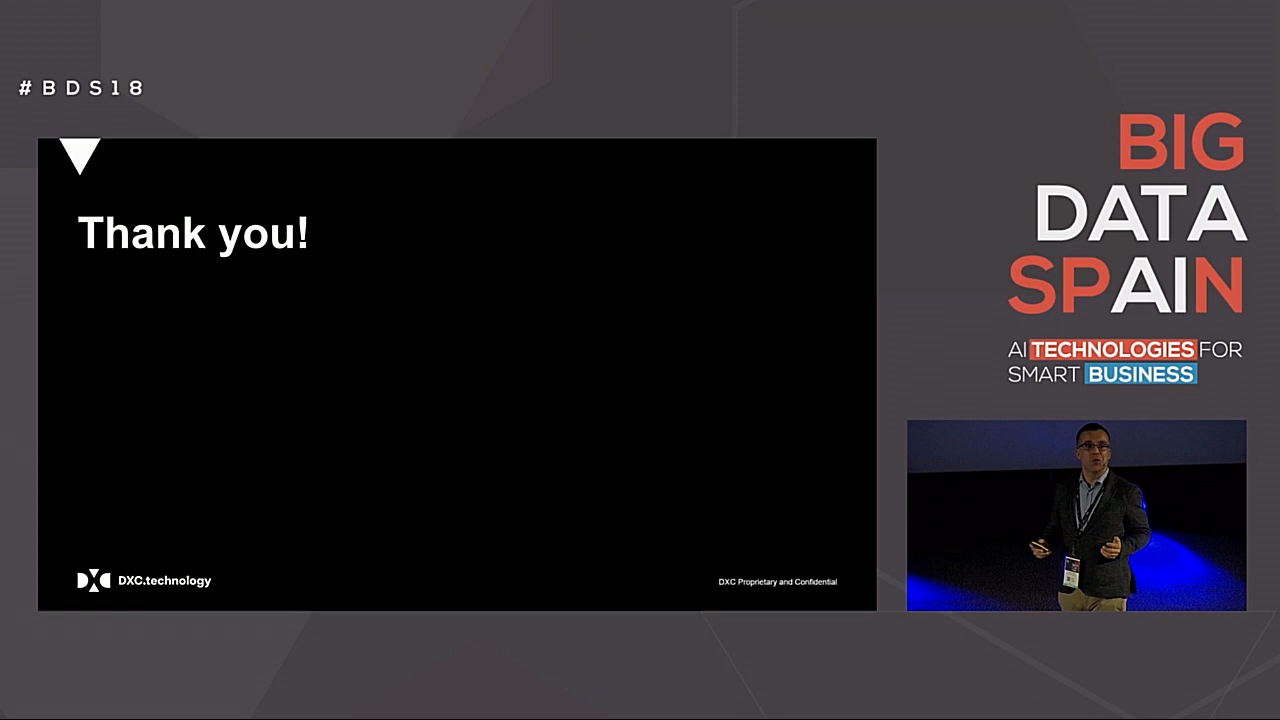 #BDS18
Thank you!
DXC.technology
DXC Proprietary and Confidential
BIG
DATA
SPAIN
AI TECHNOLOGIES FOR
SMART BUSINESS